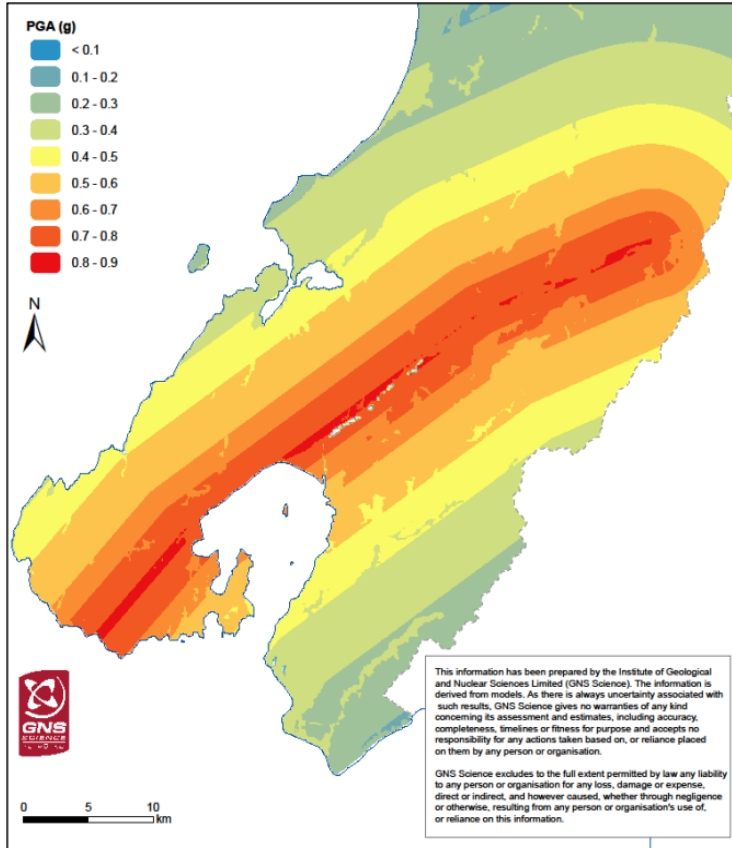 PGA (g)
< 0.1
0.1 - 0.2
0.2 - 0.3
0.3 - 0.4
0.4 - 0.5
0.5 - 0.6
0.6 - 0.7
0.7 - 0.8
0.8 - 0.9
N
GNS
SCIENCE
0 5 10
km
This information has been prepared by the Institute of Geological
and Nuclear Sciences Limited (GNS Science). The information is
derived from models. As there is always uncertainty associated with
such results, GNS Science gives no warranties of any kind
concerning its assessment and estimates, including accuracy,
completeness, timelines or fitness for purpose and accepts no
responsibility for any actions taken based on, or reliance placed
on them by any person or organisation.
GNS Science excludes to the full extent permitted by law any liability
to any person or organisation for any loss, damage or expense,
direct or indirect, and however caused, whether through negligence
or otherwise, resulting from any person or organisation's use of,
or reliance on this information.